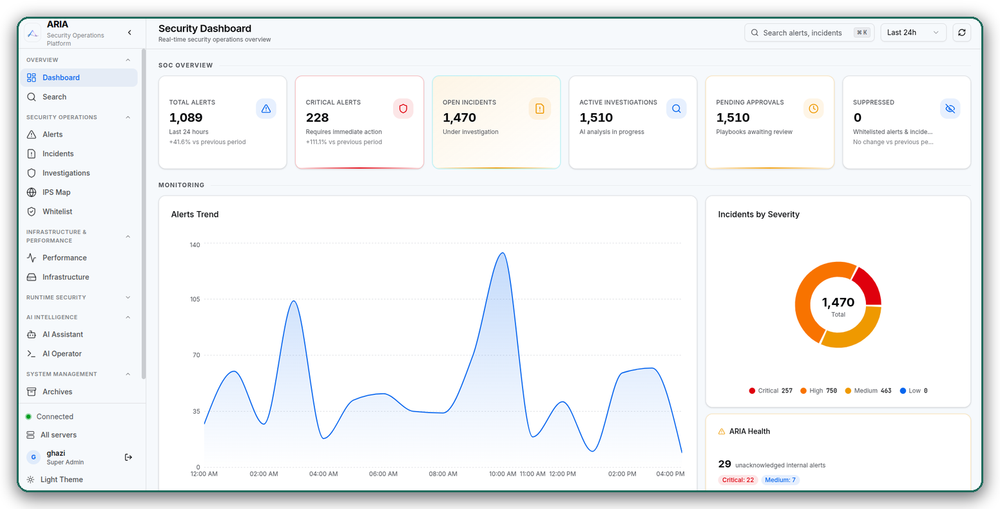 ARIA
Security Operations
Platform
OVERVIEW
Dashboard
Search
SECURITY OPERATIONS
Alerts
Incidents
Investigations
IPS Map
Whitelist
INFRASTRUCTURE &
PERFORMANCE
Performance
Infrastructure
RUNTIME SECURITY
AI INTELLIGENCE
AI Assistant
AI Operator
SYSTEM MANAGEMENT
Archives
Connected
All servers
G
ghazi
Super Admin
Light Theme
Security Dashboard
Real-time security operations overview
Search alerts, incidents
⌘ K
Last 24h
SOC OVERVIEW
TOTAL ALERTS
1,089
Last 24 hours
+41.6% vs previous period
CRITICAL ALERTS
228
Requires immediate action
+111.1% vs previous period
OPEN INCIDENTS
1,470
Under investigation
ACTIVE INVESTIGATIONS
1,510
AI analysis in progress
PENDING APPROVALS
1,510
Playbooks awaiting review
SUPPRESSED
0
Whitelisted alerts & incide...
No change vs previous pe...
MONITORING
Alerts Trend
140
105
70
35
0
12:00 AM 02:00 AM 04:00 AM 06:00 AM 08:00 AM 10:00 AM 11:00 AM 12:00 PM 02:00 PM 04:00 PM
Incidents by Severity
1,470
Total
Critical 257 High 750 Medium 463 Low 0
ARIA Health
29 unacknowledged internal alerts
Critical: 22 Medium: 7